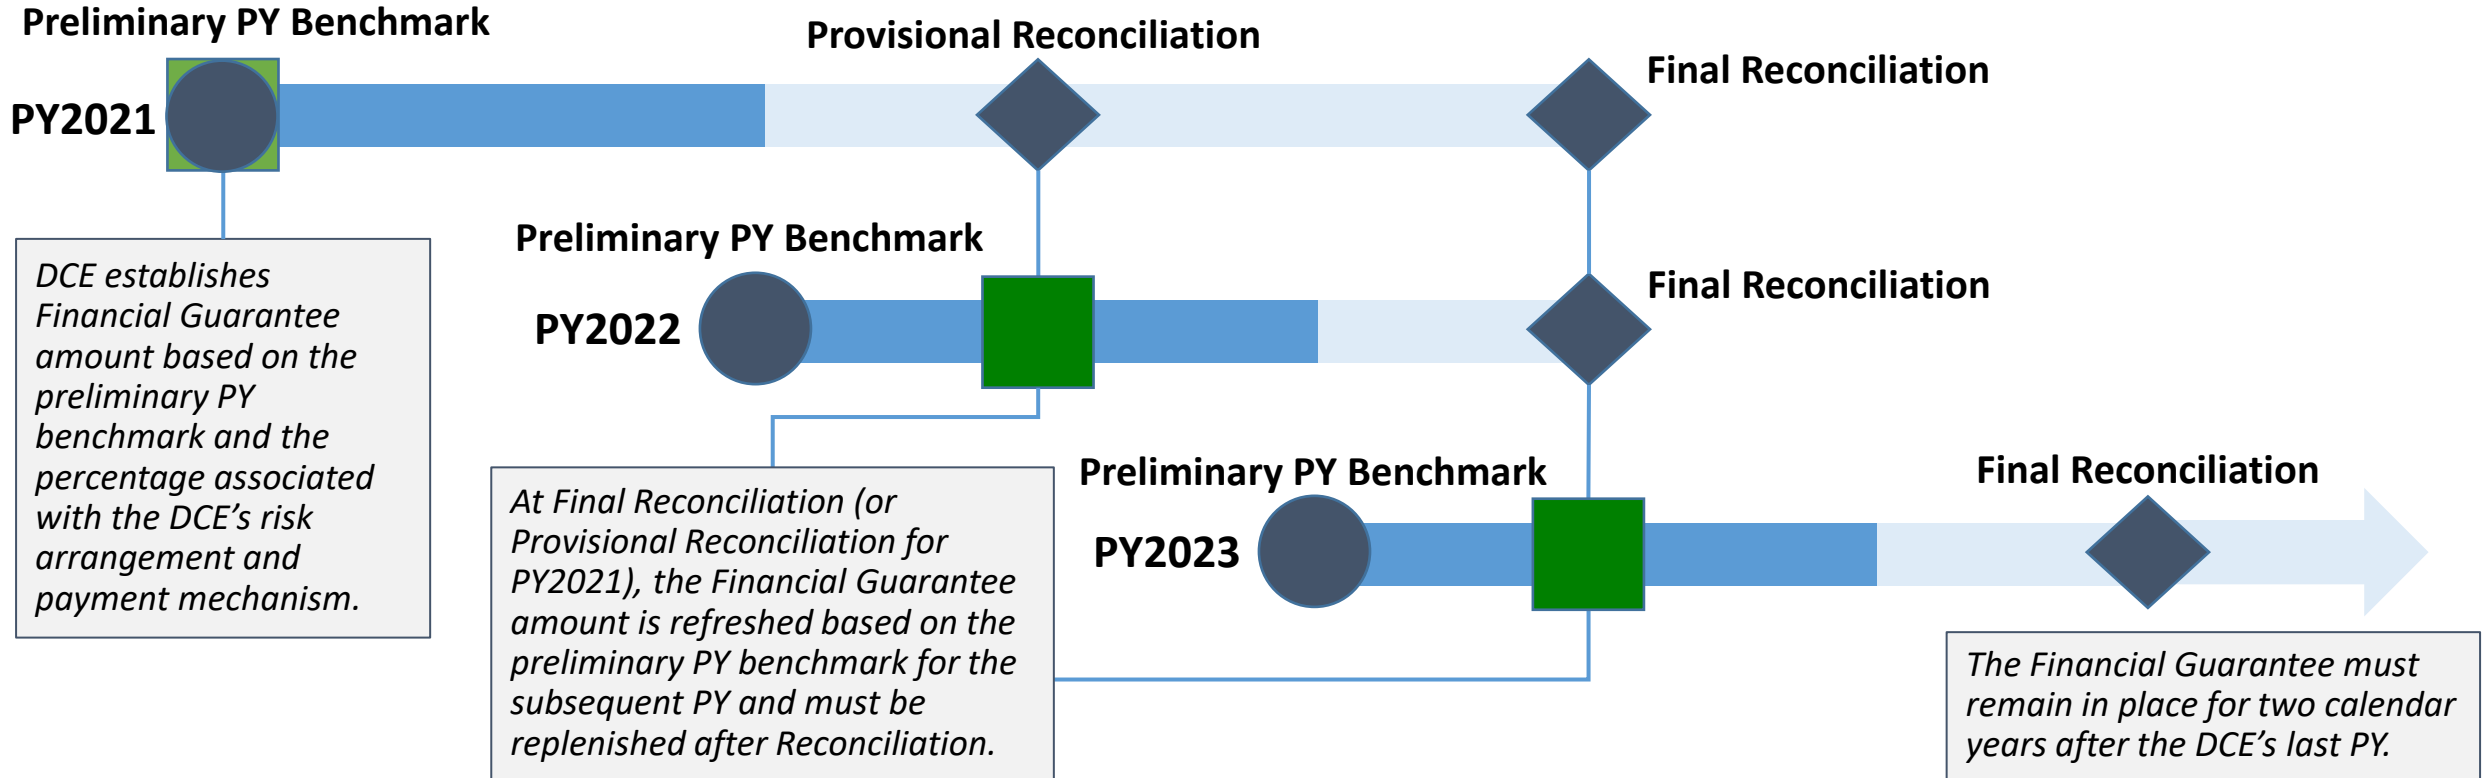 Preliminary PY Benchmark
Provisional Reconciliation
Final Reconciliation
PY2021
DCE establishes
Financial Guarantee
amount based on the
preliminary PY
benchmark and the
percentage associated
with the DCE's risk
arrangement and
payment mechanism.
Preliminary PY Benchmark
Final Reconciliation
PY2022
At Final Reconciliation (or
Provisional Reconciliation for
PY2021), the Financial Guarantee
amount is refreshed based on the
preliminary PY benchmark for the
subsequent PY and must be
replenished after Reconciliation.
Preliminary PY Benchmark
Final Reconciliation
PY2023
The Financial Guarantee must
remain in place for two calendar
years after the DCE's last PY.